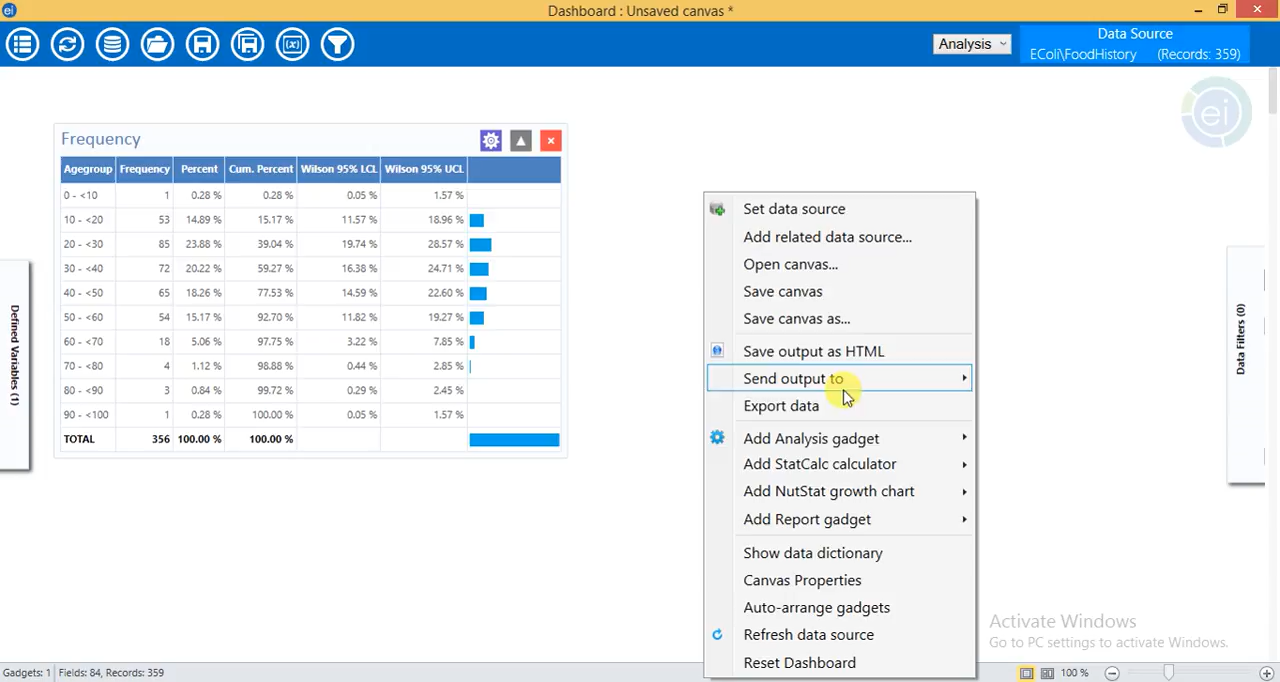 ei
Dashboard : Unsaved canvas *
Analysis
Data Source
EColi\FoodHistory (Records: 359)
ei
Frequency
Agegroup Frequency Percent Cum. Percent Wilson 95% LCL Wilson 95% UCL
0 - <10 1 0.28 % 0.28 % 0.05 % 1.57 %
10 - <20 53 14.89 % 15.17 % 11.57 % 18.96 %
20 - <30 85 23.88 % 39.04 % 19.74 % 28.57 %
30 - <40 72 20.22 % 59.27 % 16.38 % 24.71 %
40 - <50 65 18.26 % 77.53 % 14.59 % 22.60 %
50 - <60 54 15.17 % 92.70 % 11.82 % 19.27 %
60 - <70 18 5.06 % 97.75 % 3.22 % 7.85 %
70 - <80 4 1.12 % 98.88 % 0.44 % 2.85 %
80 - <90 3 0.84 % 99.72 % 0.29 % 2.45 %
90 - <100 1 0.28 % 100.00 % 0.05 % 1.57 %
TOTAL 356 100.00 % 100.00 %
Defined Variables (1)
Set data source
Add related data source...
Open canvas...
Save canvas
Save canvas as...
Save output as HTML
Send output to
Export data
Add Analysis gadget
Add StatCalc calculator
Add NutStat growth chart
Add Report gadget
Show data dictionary
Canvas Properties
Auto-arrange gadgets
Refresh data source
Reset Dashboard
Data Filters (0)
Activate Windows
Go to PC settings to activate Windows.
Gadgets: 1 Fields: 84, Records: 359
100 %